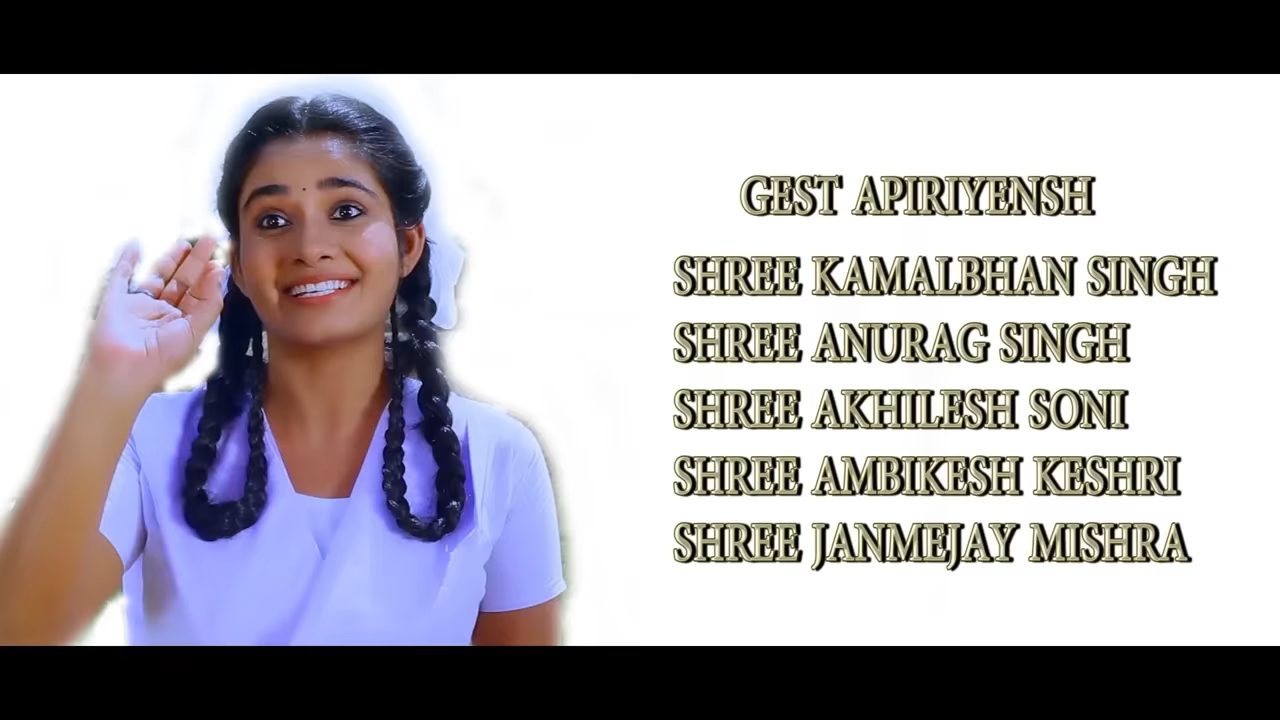 GEST APIRIYENSH
SHREE KAMALBHAN SINGH
SHREE ANURAG SINGH
SHREE AKHILESH SONI
SHREE AMBIKESH KESHRI
SHREE JANMEJAY MISHRA